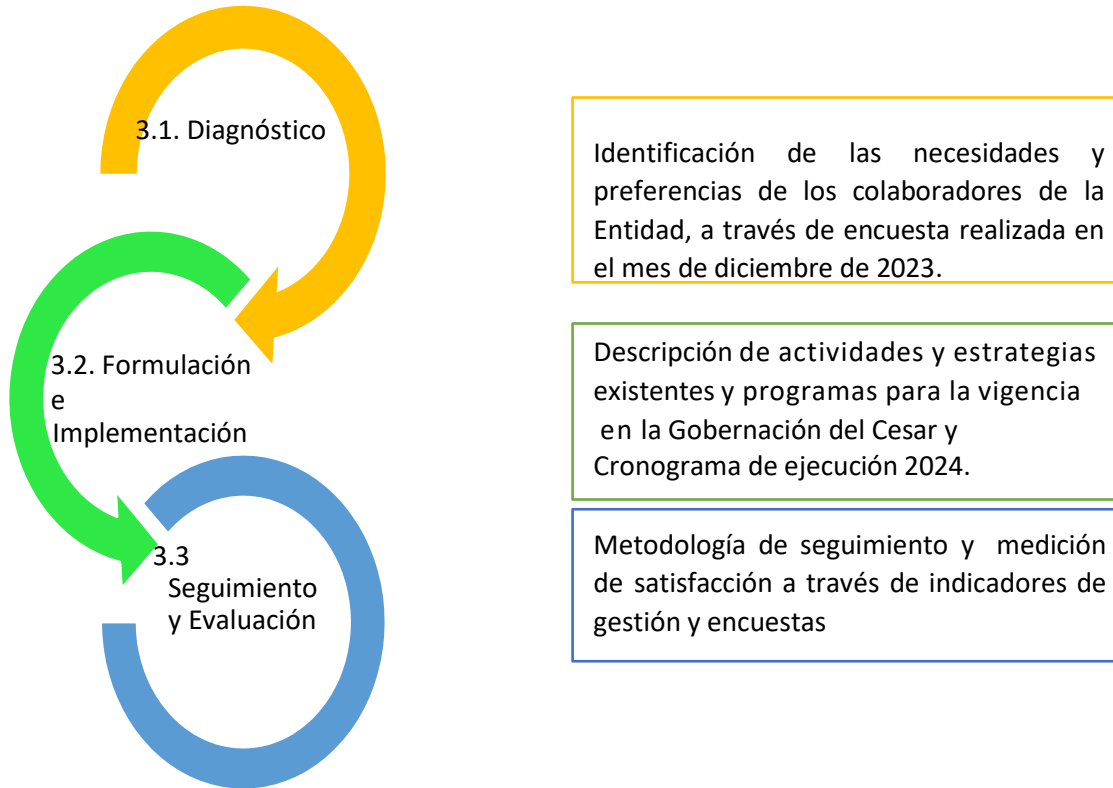 3.1. Diagnóstico
Identificación de las necesidades y
preferencias de los colaboradores de la
Entidad, a través de encuesta realizada en
el mes de diciembre de 2023.
3.2. Formulación
e
Implementación
Descripción de actividades y estrategias
existentes y programas para la vigencia
en la Gobernación del Cesar y
Cronograma de ejecución 2024.
3.3
Seguimiento
y Evaluación
Metodología de seguimiento y medición
de satisfacción a través de indicadores de
gestión y encuestas